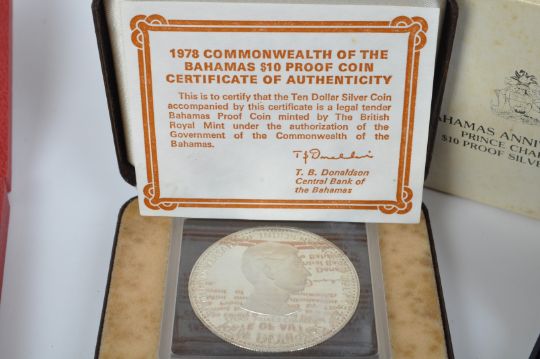 1978 COMMONWEALTH OF THE
BAHAMAS $10 PROOF COIN
CERTIFICATE OF AUTHENTICITY
This is to certify that the Ten Dollar Silver Coin
accompanied by this certificate is a legal tender
Bahamas Proof Coin minted by The British
Royal Mint under the authorization of the
Government of the Commonwealth of the
Bahamas.
T. B. Donaldson
Central Bank of
the Bahamas
AHAMAS ANNI
PRINCE CHA
$10 PROOF SILVE